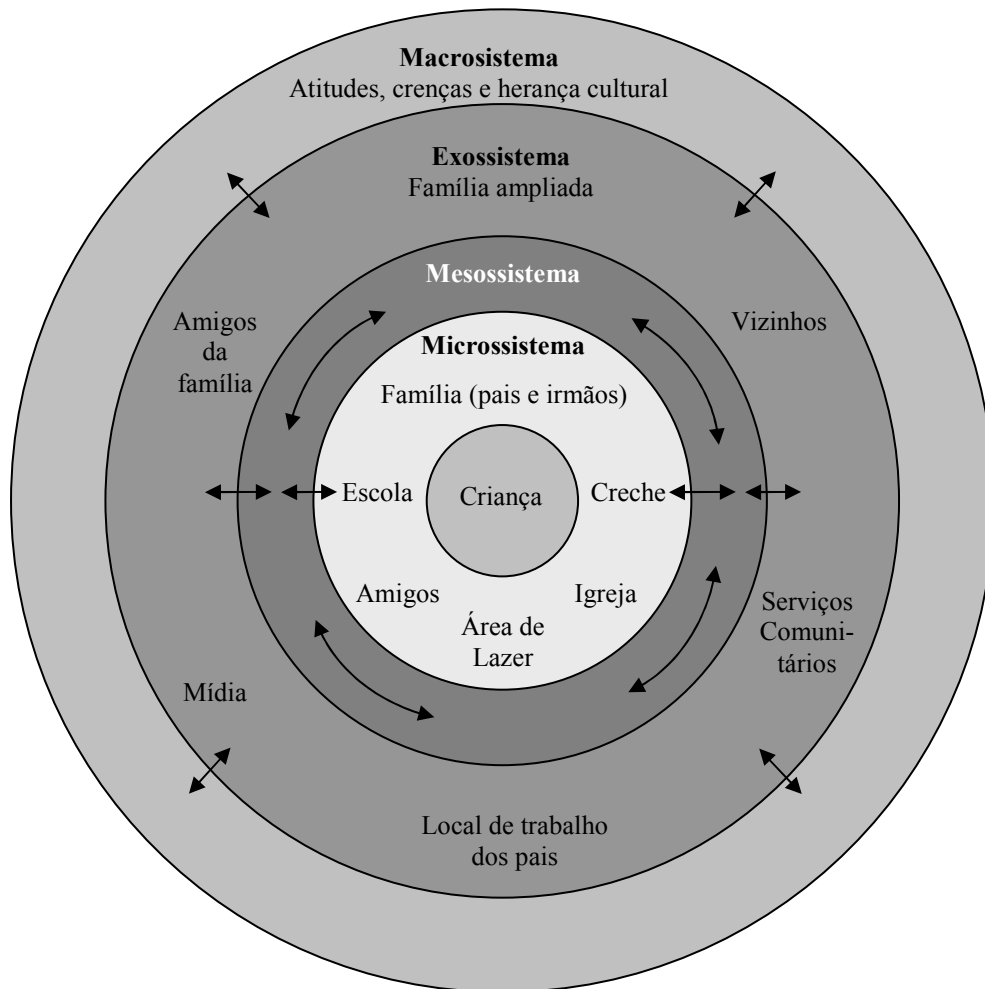 Macrosistema
Atitudes, crenças e herança cultural
Exossistema
Família ampliada
Mesossistema
Amigos
da
família
Vizinhos
Microssistema
Família (pais e irmãos)
Escola
Criança
Creche
Amigos
Igreja
Área de
Lazer
Serviços
Comuni-
tários
Mídia
Local de trabalho
dos pais